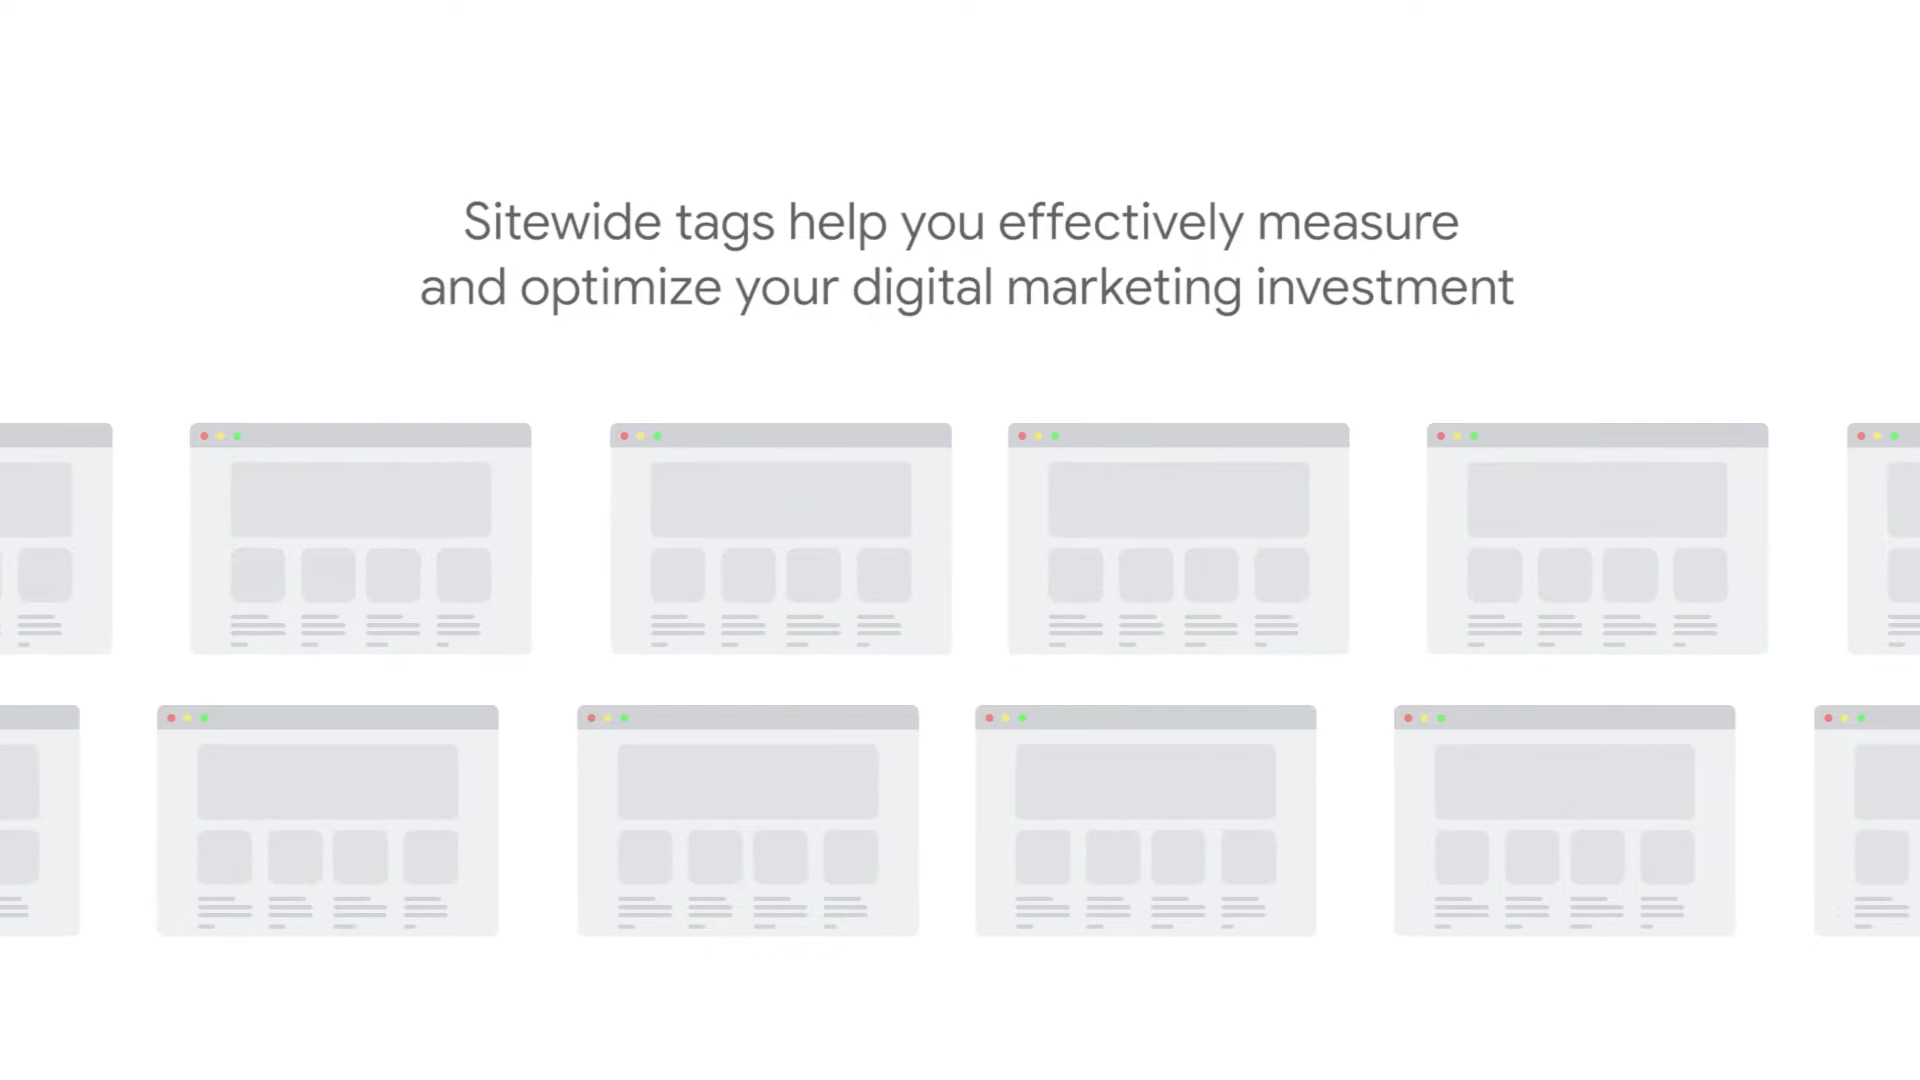 Sitewide tags help you effectively measure
and optimize your digital marketing investment